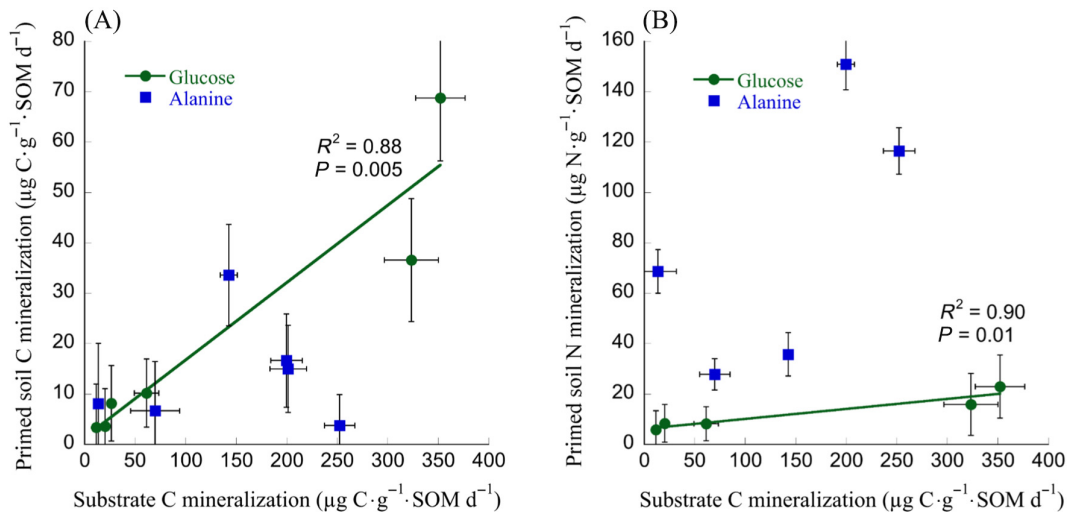 (A)
Primed soil C mineralization (µg C·g⁻¹·SOM d⁻¹)
80
70
60
50
40
30
20
10
0
Glucose
Alanine
R² = 0.88
P = 0.005
0 50 100 150 200 250 300 350 400
Substrate C mineralization (µg C·g⁻¹·SOM d⁻¹)
(B)
Primed soil N mineralization (µg N·g⁻¹·SOM d⁻¹)
160
140
120
100
80
60
40
20
0
Glucose
Alanine
R² = 0.90
P = 0.01
0 50 100 150 200 250 300 350 400
Substrate C mineralization (µg C·g⁻¹·SOM d⁻¹)